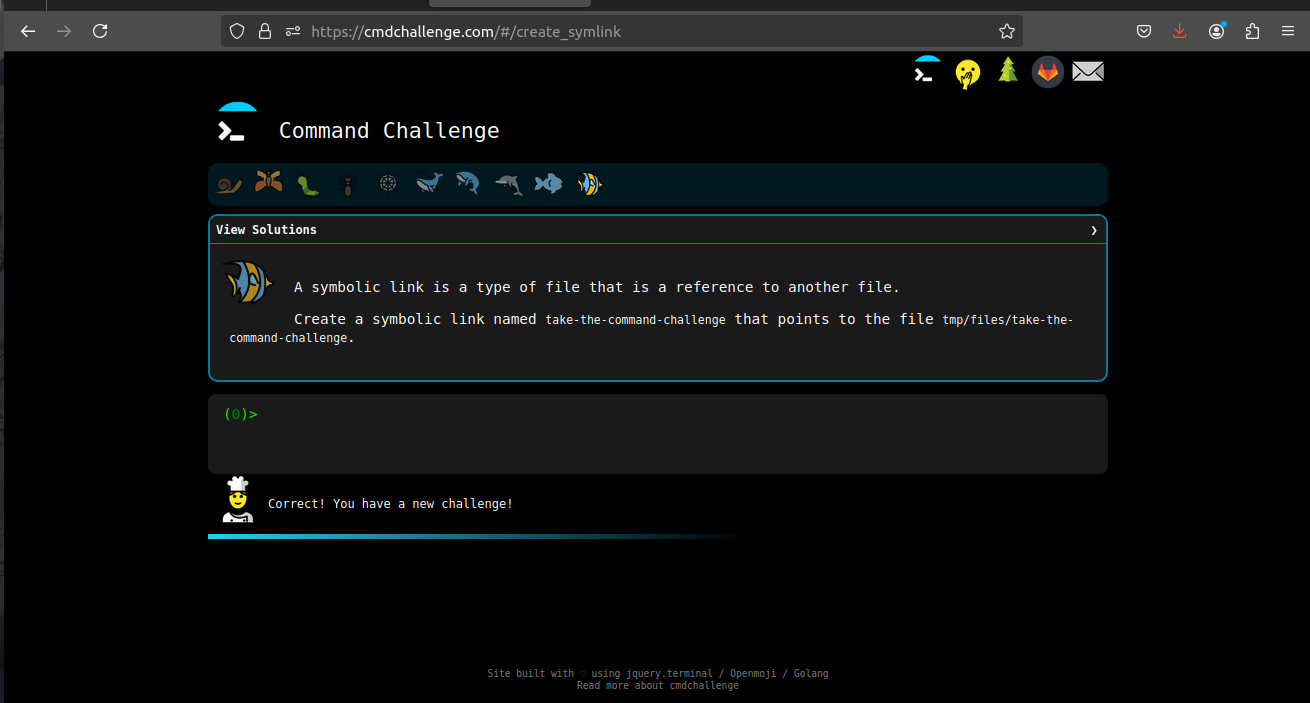 https://cmdchallenge.com/#/create_symlink
Command Challenge
View Solutions ❯
A symbolic link is a type of file that is a reference to another file.
Create a symbolic link named take-the-command-challenge that points to the file tmp/files/take-the-
command-challenge.
(0)>
Correct! You have a new challenge!
Site built with ♡ using jquery.terminal / Openmoji / Golang
Read more about cmdchallenge